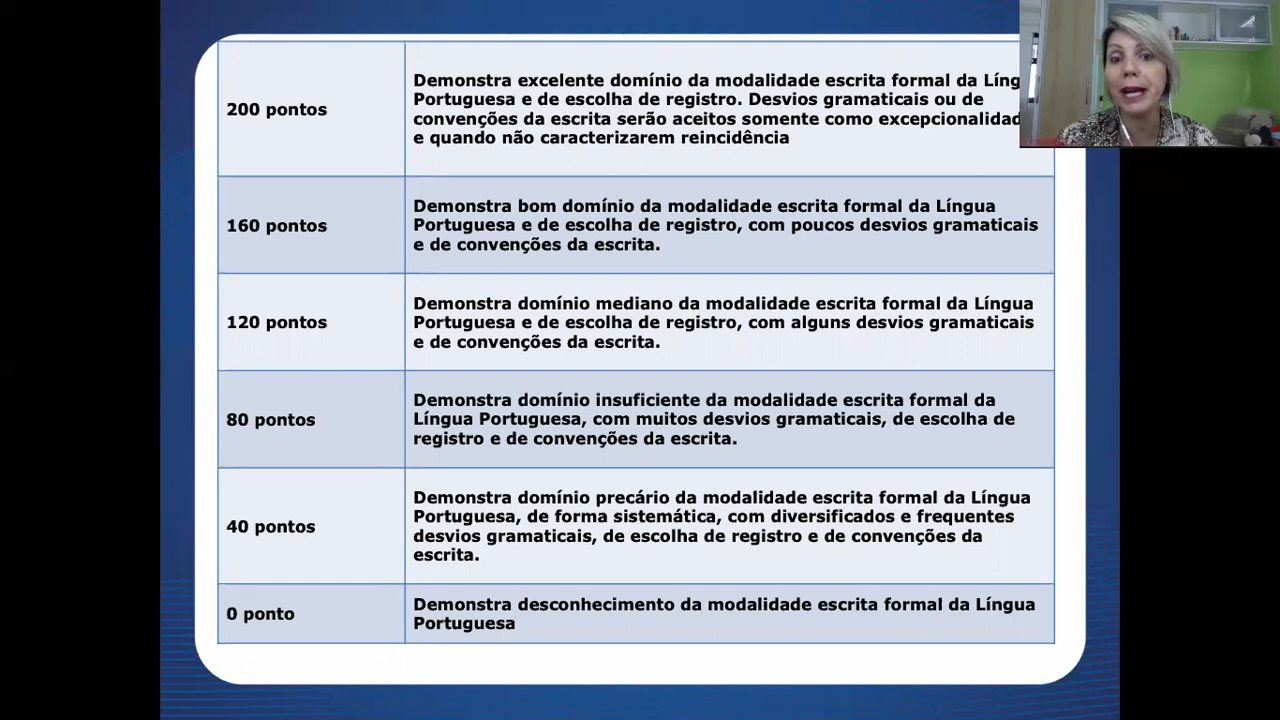 200 pontos
Demonstra excelente domínio da modalidade escrita formal da
Portuguesa e de escolha de registro. Desvios gramaticais ou de
convenções da escrita serão aceitos somente como
e quando não caracterizarem reincidência
160 pontos
Demonstra bom domínio da modalidade escrita formal da Língua
Portuguesa e de escolha de registro, com poucos desvios gramaticais
e de convenções da escrita.
120 pontos
Demonstra domínio mediano da modalidade escrita formal da Língua
Portuguesa e de escolha de registro, com alguns desvios gramaticais
e de convenções da escrita.
80 pontos
Demonstra domínio insuficiente da modalidade escrita formal da
Língua Portuguesa, com muitos desvios gramaticais, de escolha de
registro e de convenções da escrita.
40 pontos
Demonstra domínio precário da modalidade escrita formal da Língua
Portuguesa, de forma sistemática, com diversificados e frequentes
desvios gramaticais, de escolha de registro e de convenções da
escrita.
0 ponto
Demonstra desconhecimento da modalidade escrita formal da Língua
Portuguesa